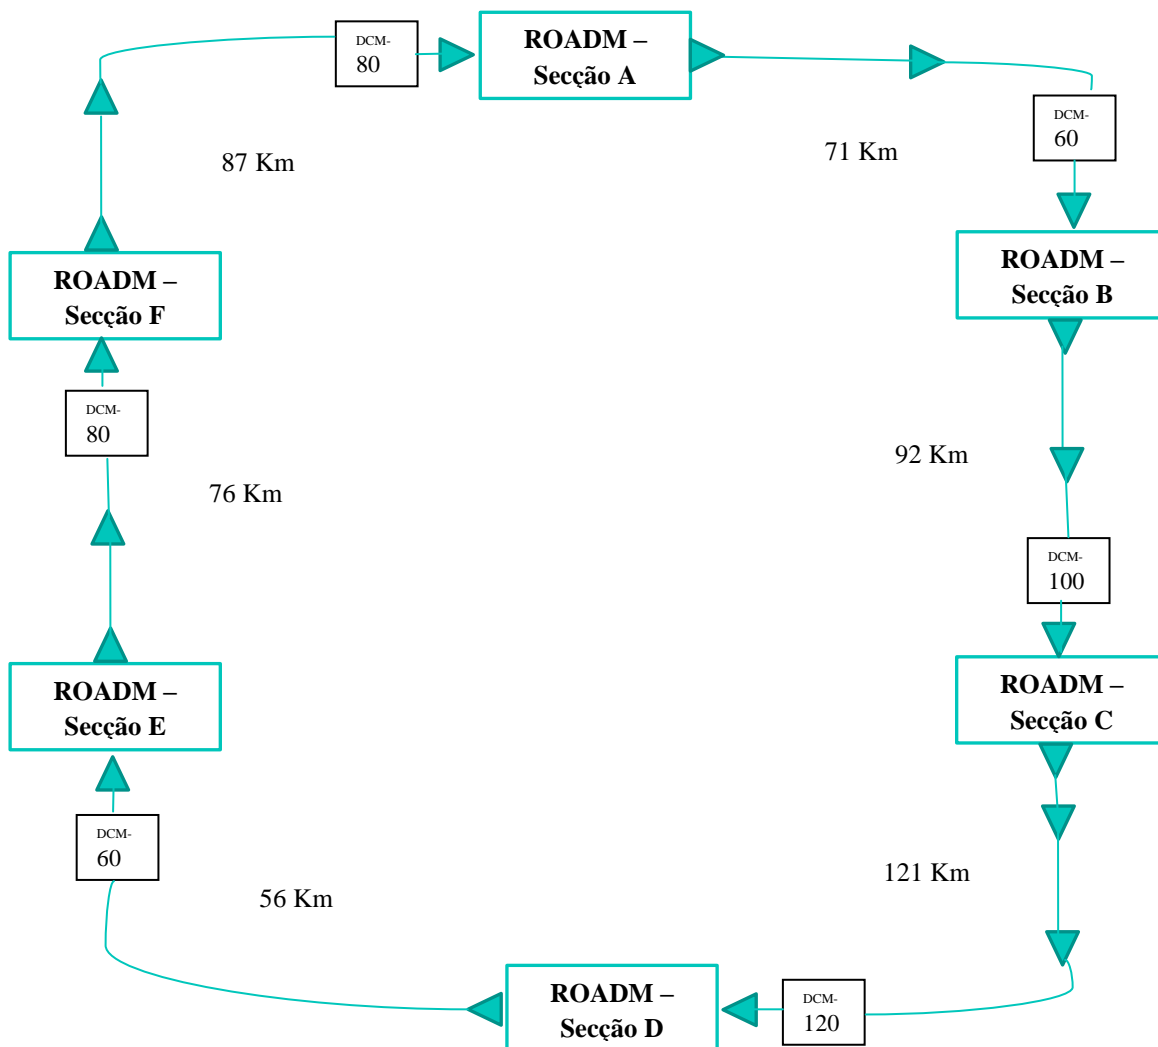 DCM-
80
ROADM –
Secção A
DCM-
60
71 Km
87 Km
ROADM –
Secção B
ROADM –
Secção F
DCM-
80
92 Km
76 Km
DCM-
100
ROADM –
Secção C
ROADM –
Secção E
DCM-
60
121 Km
56 Km
ROADM –
Secção D
DCM-
120